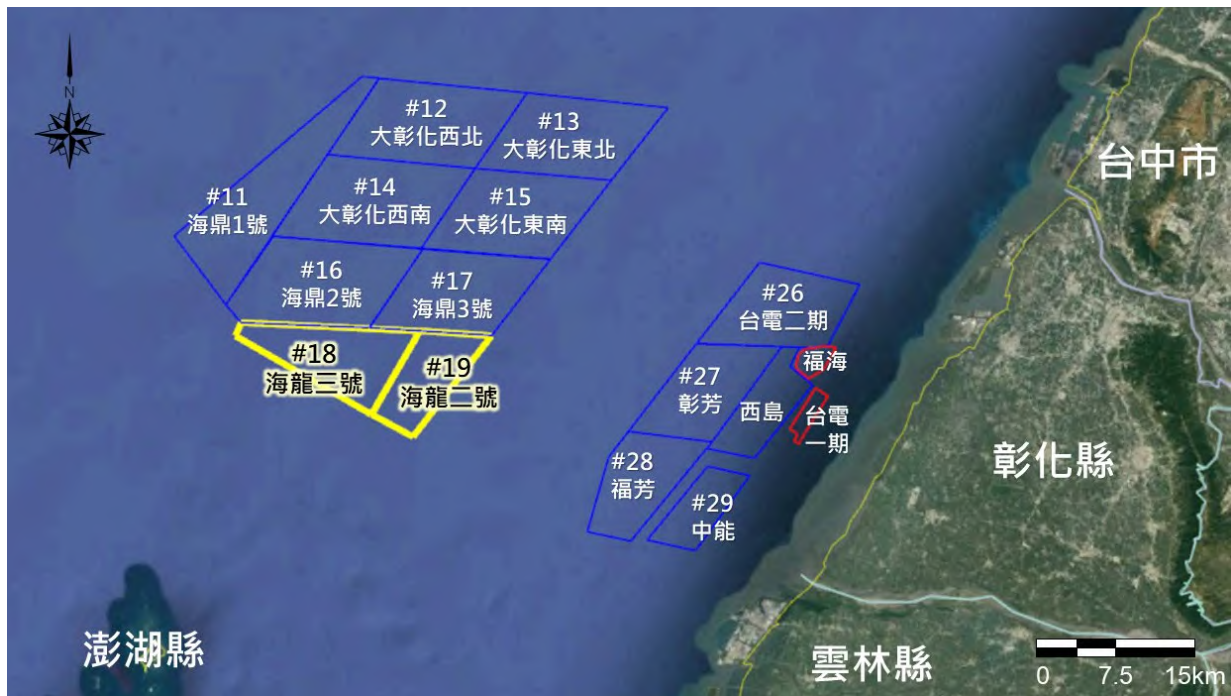 N
#12
大彰化西北
#13
大彰化東北
台中市
#11
海鼎1號
#14
大彰化西南
#15
大彰化東南
#16
海鼎2號
#17
海鼎3號
#26
台電二期
#18
海龍三號
#19
海龍二號
福海
#27
彰芳
西島
台電
一期
彰化縣
#28
福芳
#29
中能
澎湖縣
雲林縣
0 7.5 15km